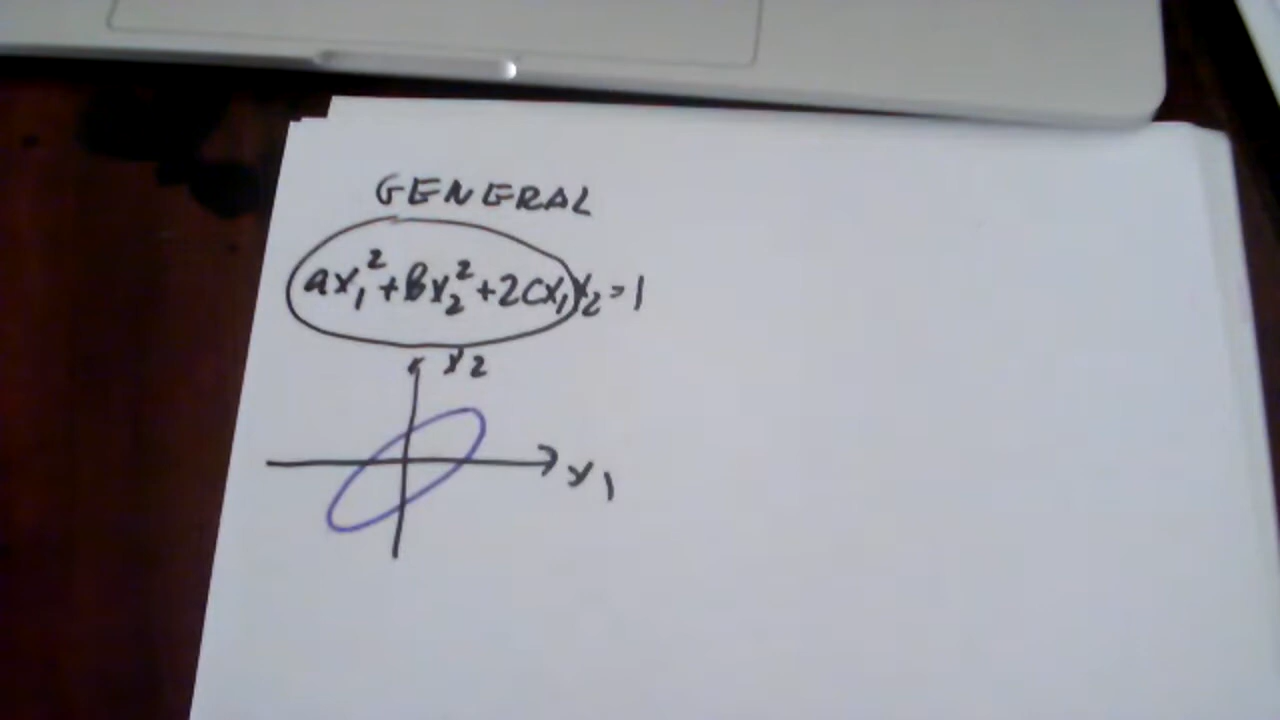 GENERAL
ax₁²+bx₂²+2cx₁x₂=1
x₂
x₁